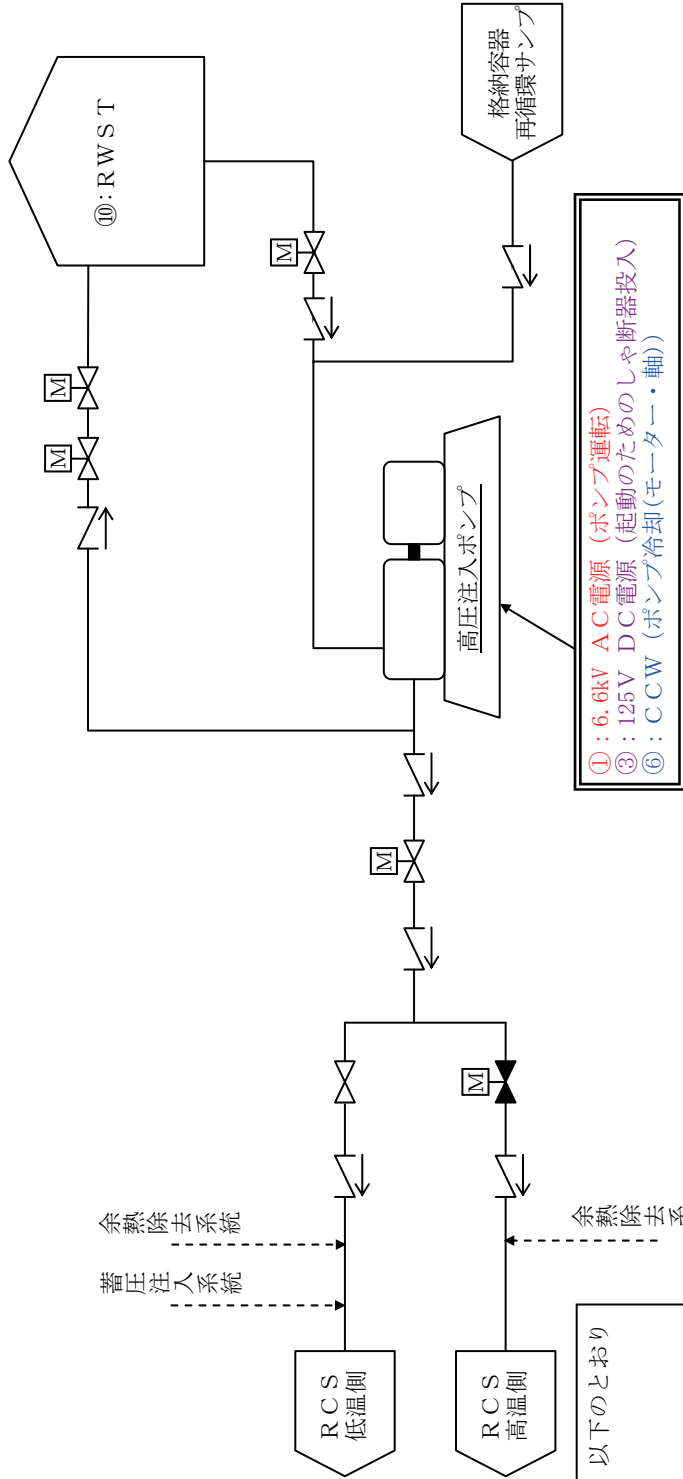 ⑩:ＲＷＳＴ
M
M
M
格納容器
再循環サンプ
高圧注入ポンプ
M
M
余熱除去系統
蓄圧注入系統
余熱除去系
ＲＣＳ
低温側
ＲＣＳ
高温側
①:6.6kV ＡＣ電源 (ポンプ運転)
③:125V ＤＣ電源 (起動のためのしゃ断器投入)
⑥:ＣＣＷ (ポンプ冷却(モーター・軸))
以下のとおり